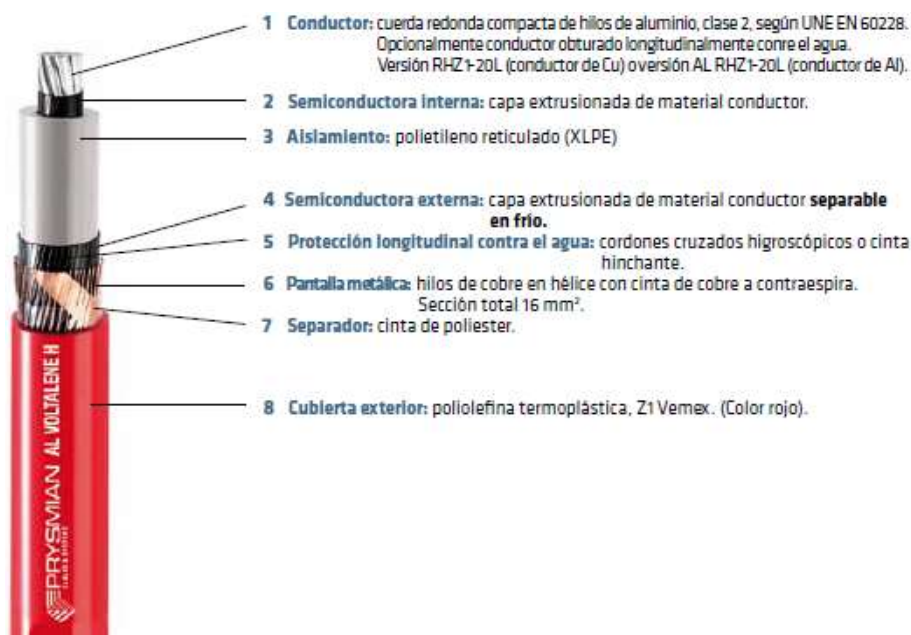 1 Conductor: cuerda redonda compacta de hilos de aluminio, clase 2, según UNE EN 60228.
Opcionalmente conductor obturado longitudinalmente conre el agua.
Versión RHZ1-20L (conductor de Cu) o versión AL RHZ1-20L (conductor de Al).
2 Semiconductora interna: capa extrusionada de material conductor.
3 Aislamiento: polietileno reticulado (XLPE)
4 Semiconductora externa: capa extrusionada de material conductor separable
en frío.
5 Protección longitudinal contra el agua: cordones cruzados higroscópicos o cinta
hinchante.
6 Pantalla metálica: hilos de cobre en hélice con cinta de cobre a contraespira.
Sección total 16 mm².
7 Separador: cinta de poliester.
8 Cubierta exterior: poliolefina termoplástica, Z1 Vemex. (Color rojo).
PRYSMIAN AL VOLTALENE H